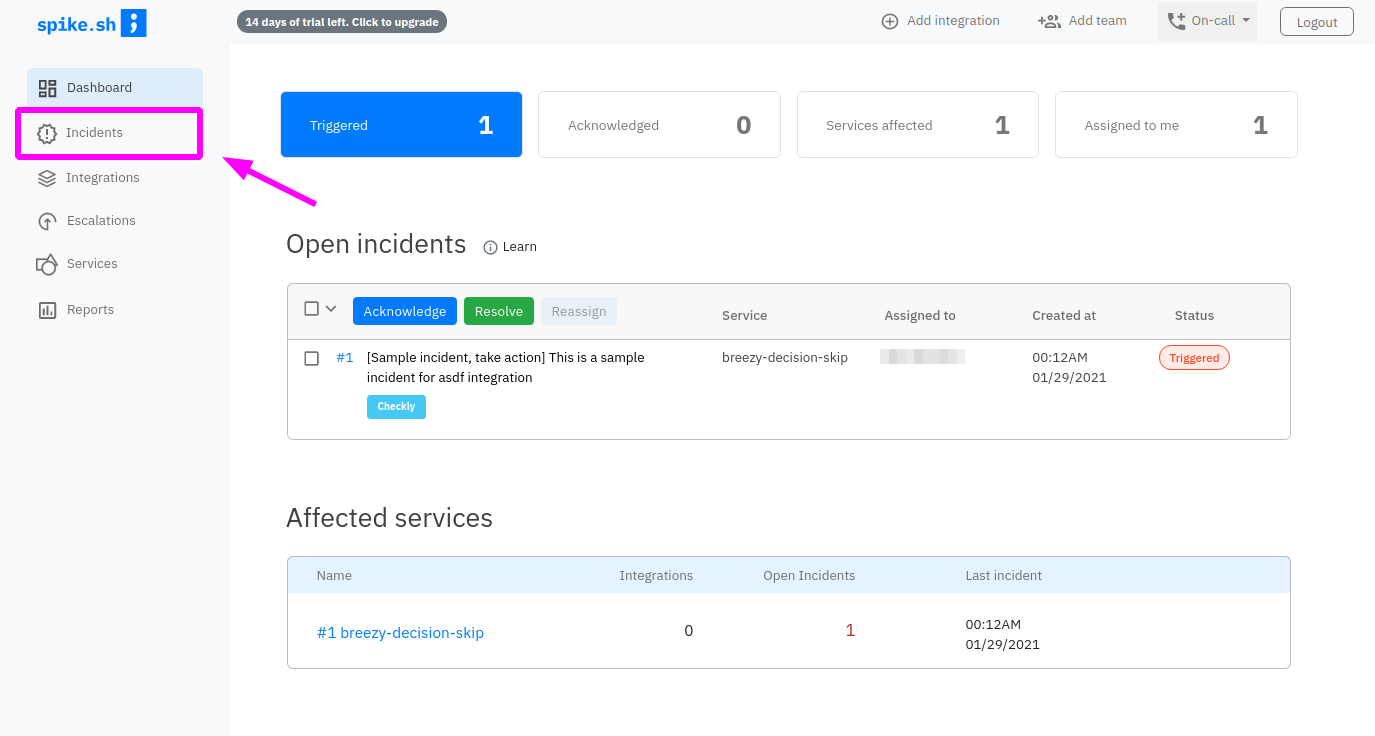 spike.sh ;
14 days of trial left. Click to upgrade
Add integration
Add team
On-call
Logout
Dashboard
Incidents
Integrations
Escalations
Services
Reports
Triggered 1
Acknowledged 0
Services affected 1
Assigned to me 1
Open incidents Learn
Acknowledge Resolve Reassign Service Assigned to Created at Status
#1 [Sample incident, take action] This is a sample breezy-decision-skip 00:12AM Triggered
incident for asdf integration 01/29/2021
Checkly
Affected services
Name Integrations Open Incidents Last incident
#1 breezy-decision-skip 0 1 00:12AM
01/29/2021